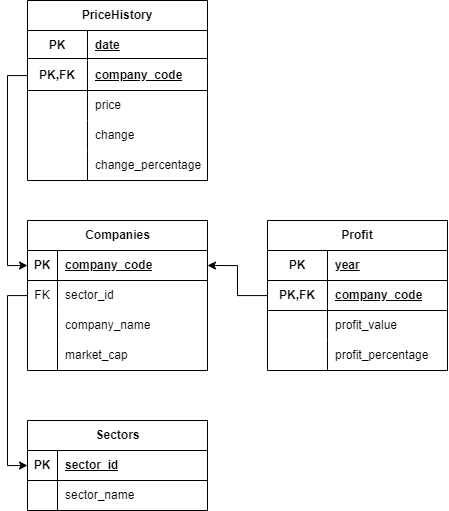 PriceHistory
PK date
PK,FK company_code
price
change
change_percentage
Companies
PK company_code
FK sector_id
company_name
market_cap
Profit
PK year
PK,FK company_code
profit_value
profit_percentage
Sectors
PK sector_id
sector_name